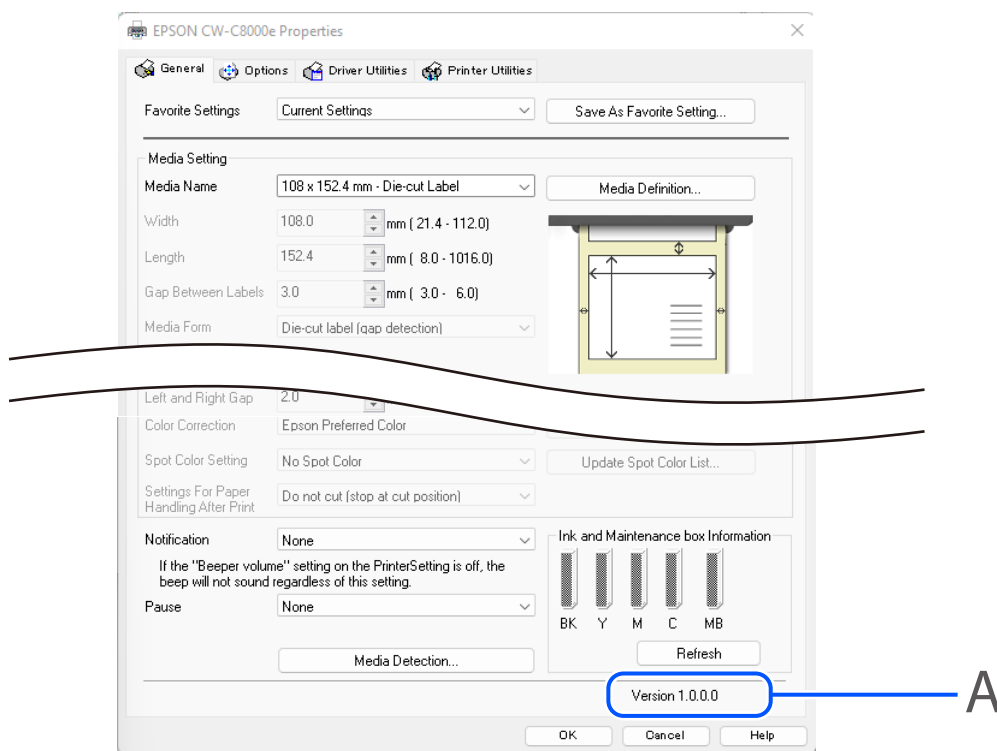 EPSON CW-C8000e Properties
General Options Driver Utilities Printer Utilities
Favorite Settings Current Settings Save As Favorite Setting...
Media Setting
Media Name 108 x 152.4 mm - Die-cut Label Media Definition...
Width 108.0 mm ( 21.4 - 112.0)
Length 152.4 mm ( 8.0 - 1016.0)
Gap Between Labels 3.0 mm ( 3.0 - 6.0)
Media Form Die-cut label (gap detection)
Left and Right Gap 2.0
Color Correction Epson Preferred Color
Spot Color Setting No Spot Color Update Spot Color List...
Settings For Paper
Handling After Print Do not cut (stop at cut position)
Notification None
If the "Beeper volume" setting on the PrinterSetting is off, the
beep will not sound regardless of this setting.
Pause None
Media Detection...
Ink and Maintenance box Information
BK Y M C MB
Refresh
Version 1.0.0.0
A
OK Cancel Help